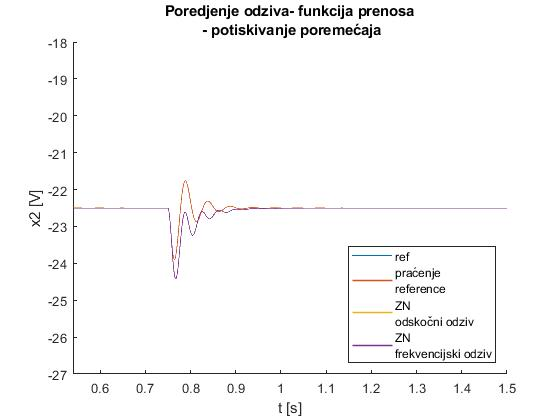 Poredjenje odziva- funkcija prenosa
- potiskivanje poremećaja
-18
-19
-20
-21
-22
-23
-24
-25
-26
-27
x2 [V]
0.6 0.7 0.8 0.9 1 1.1 1.2 1.3 1.4 1.5
t [s]
ref
praćenje
reference
ZN
odskočni odziv
ZN
frekvencijski odziv